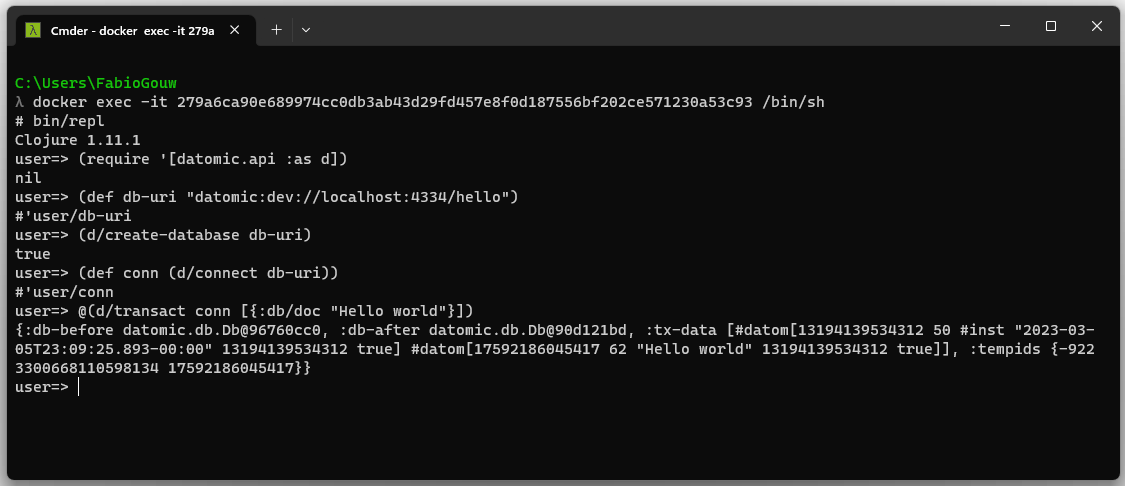 Cmder - docker  exec -it 279a
C:\Users\FabioGouw
λ docker exec -it 279a6ca90e689974cc0db3ab43d29fd457e8f0d187556bf202ce571230a53c93 /bin/sh
# bin/repl
Clojure 1.11.1
user=> (require '[datomic.api :as d])
nil
user=> (def db-uri "datomic:dev://localhost:4334/hello")
#'user/db-uri
user=> (d/create-database db-uri)
true
user=> (def conn (d/connect db-uri))
#'user/conn
user=> @(d/transact conn [{:db/doc "Hello world"}])
{:db-before datomic.db.Db@96760cc0, :db-after datomic.db.Db@90d121bd, :tx-data [#datom[13194139534312 50 #inst "2023-03-
05T23:09:25.893-00:00" 13194139534312 true] #datom[17592186045417 62 "Hello world" 13194139534312 true]], :tempids {-922
3300668110598134 17592186045417}}
user=>